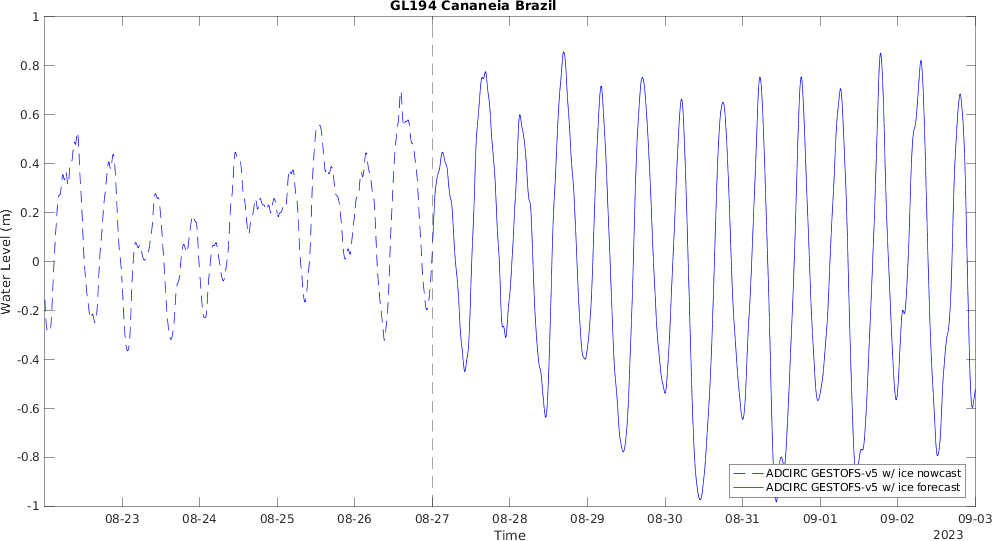 GL194 Cananeia Brazil
1
0.8
0.6
0.4
0.2
0
-0.2
-0.4
-0.6
-0.8
-1
Water Level (m)
ADCIRC GESTOFS-v5 w/ ice nowcast
ADCIRC GESTOFS-v5 w/ ice forecast
08-23 08-24 08-25 08-26 08-27 08-28 08-29 08-30 08-31 09-01 09-02 09-03
Time
2023